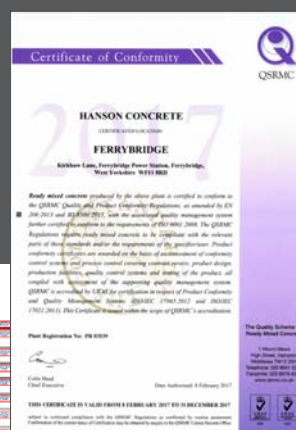 Certificate of Conformity
QSRMC
2017
HANSON CONCRETE
CERTIFICATED LOCATION:
FERRYBRIDGE
Kirkhaw Lane, Ferrybridge Power Station, Ferrybridge,
West Yorkshire WF11 8RD
Ready mixed concrete produced by the above plant is certified to conform to
the QSRMC Quality and Product Conformity Regulations, as amended by EN
206:2013 and BS 8500:2015, with the associated quality management system
further certified to conform to the requirements of ISO 9001:2008. The QSRMC
Regulations require ready mixed concrete to be compliant with the relevant
parts of these standards and/or the requirements of the specifier/user. Product
conformity certificates are awarded on the basis of an assessment of conformity
control systems and process control covering contract review, product design,
production facilities, quality control systems and testing of the product, all
coupled with assessment of the supporting quality management system.
QSRMC is accredited by UKAS for certification in respect of Product Conformity
and Quality Management Systems (ISO/IEC 17065:2012 and ISO/IEC
17021:2011). This Certificate is issued within the scope of QSRMC's accreditation
Plant Registration No:
Chief Executive
Date Authorised: 8 February 2017
THIS CERTIFICATE IS VALID FROM 8 FEBRUARY 2017 TO 31 DECEMBER 2017
The Quality Scheme
Ready Mixed Concrete